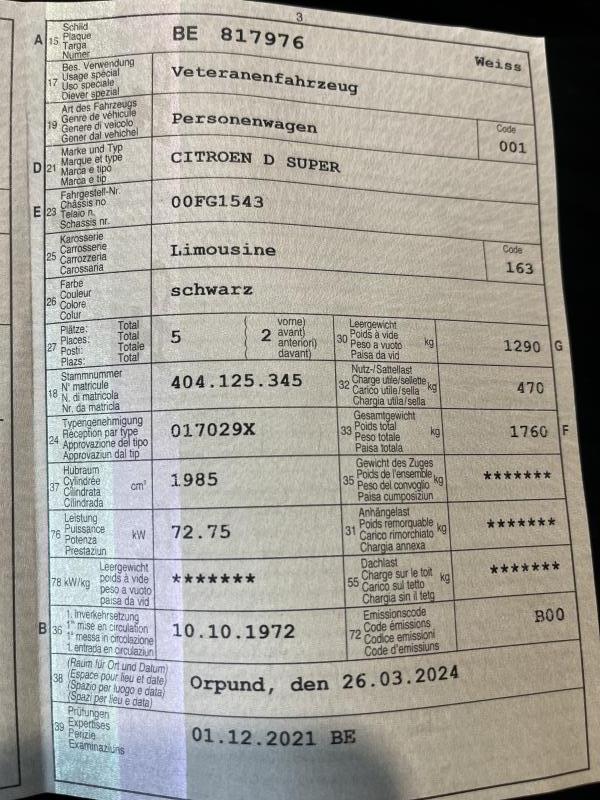 3
A 15 Schild
Plaque
Targa
Numer
BE 817976 Weiss
17 Bes. Verwendung
Usage spécial
Uso speciale
Diever spezial
Veteranenfahrzeug
19 Art des Fahrzeugs
Genre de véhicule
Genere di veicolo
Gener dal vehichel
Personenwagen
Code
001
D 21 Marke und Typ
Marque et type
Marca e tipo
Marca e tip
CITROEN D SUPER
E 23 Fahrgestell-Nr.
Châssis no
Telaio n.
Schassis nr.
00FG1543
25 Karosserie
Carrosserie
Carrozzeria
Carossaria
Limousine
Code
163
26 Farbe
Couleur
Colore
Colur
schwarz
27 Plätze: Total
Places: Total
Posti: Totale
Plazs: Total
5
2 vorne)
avant)
anteriori)
davant)
30 Leergewicht
Poids à vide
Peso a vuoto
Paisa da vid
kg
1290 G
18 Stammnummer
N° matricule
N. di matricola
Nr. da matricla
404.125.345
32 Nutz-/Sattellast
Charge utile/sellette
Carico utile/sella
Chargia utila/sella
kg
470
24 Typengenehmigung
Réception par type
Approvazione del tipo
Approvaziun dal tip
017029X
33 Gesamtgewicht
Poids total
Peso totale
Paisa totala
kg
1760 F
37 Hubraum
Cylindrée
Cilindrata
Cilindrada
cm³
1985
35 Gewicht des Zuges
Poids de l'ensemble
Peso del convoglio
Paisa cumposiziun
kg
*******
76 Leistung
Puissance
Potenza
Prestaziun
kW
72.75
31 Anhängelast
Poids remorquable
Carico rimorchiato
Chargia annexa
kg
*******
78 kW/kg Leergewicht
poids à vide
peso a vuoto
paisa da vid
*******
55 Dachlast
Charge sur le toit
Carico sul tetto
Chargia sin il tetg
kg
*******
B 36 1. Inverkehrsetzung
1re mise en circulation
1a messa in circolazione
1. entrada en circulaziun
10.10.1972
72 Emissionscode
Code émissions
Codice emissioni
Code d'emissiuns
B00
38 (Raum für Ort und Datum)
(Espace pour lieu et date)
(Spazio per luogo e data)
(Spazi per lieu e data)
Orpund, den 26.03.2024
39 Prüfungen
Expertises
Perizie
Examinaziuns
01.12.2021 BE